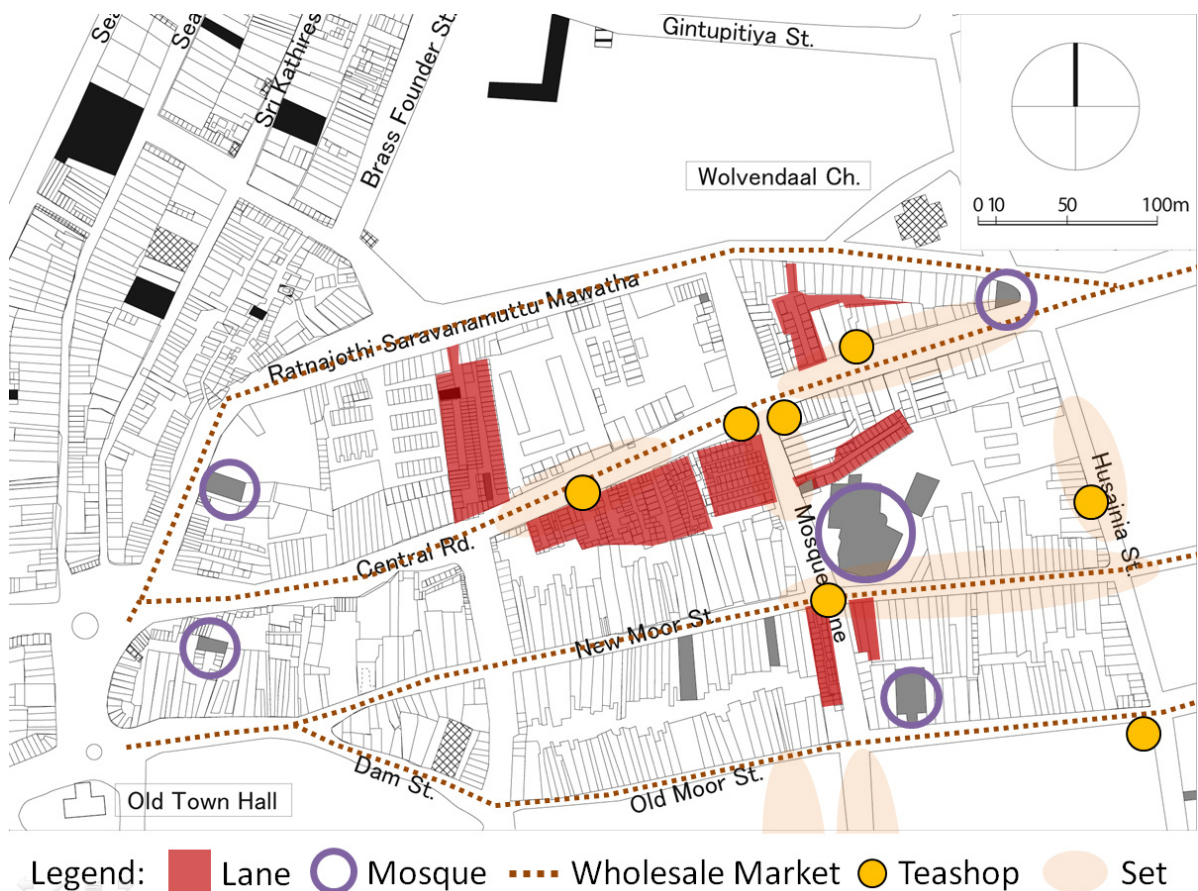 Sea
Sea
Sri Kathires
Brass Founder St.
Gintupitiya St.
Wolvendaal Ch.
0 10 50 100m
Ratnajothi Saravanamuttu Mawatha
Central Rd.
Mosque Lane
Husainia St.
New Moor St.
Dam St.
Old Moor St.
Old Town Hall
Legend: Lane Mosque Wholesale Market Teashop Set